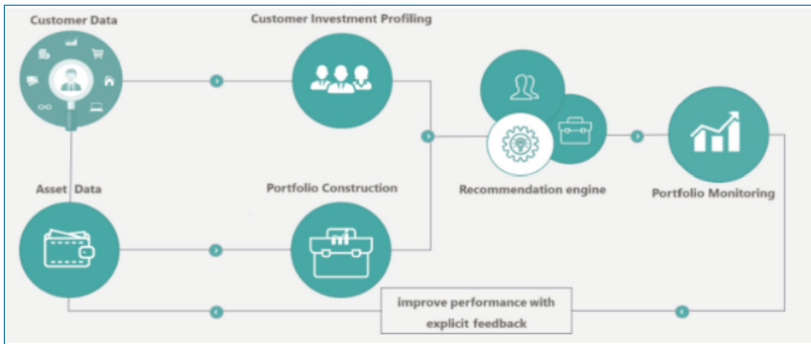 Customer Data
Customer Investment Profiling
Asset Data
Portfolio Construction
Recommendation engine
Portfolio Monitoring
improve performance with
explicit feedback